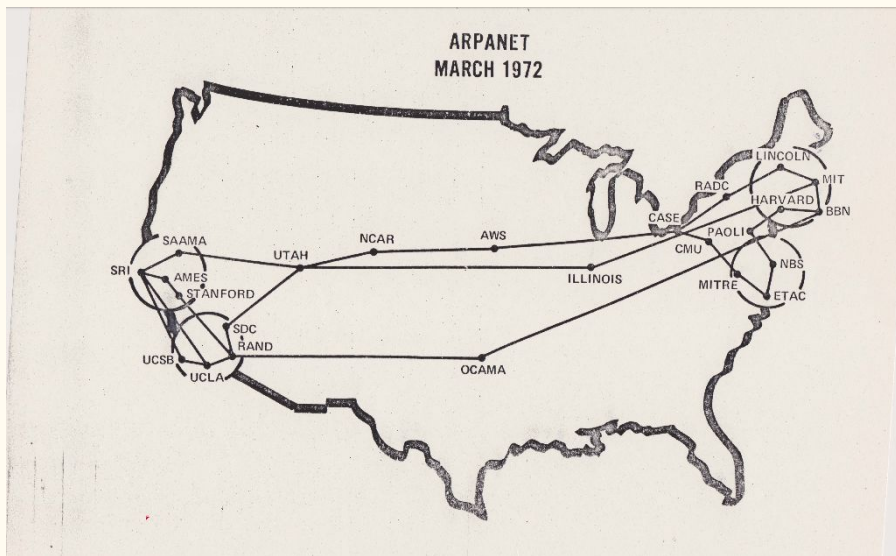 ARPANET
MARCH 1972
LINCOLN
RADC
MIT
HARVARD
BBN
CASE
PAOLI
CMU
NBS
MITRE
ETAC
SAAMA
NCAR
AWS
UTAH
SRI
AMES
STANFORD
ILLINOIS
SDC
RAND
UCSB
UCLA
OCAMA